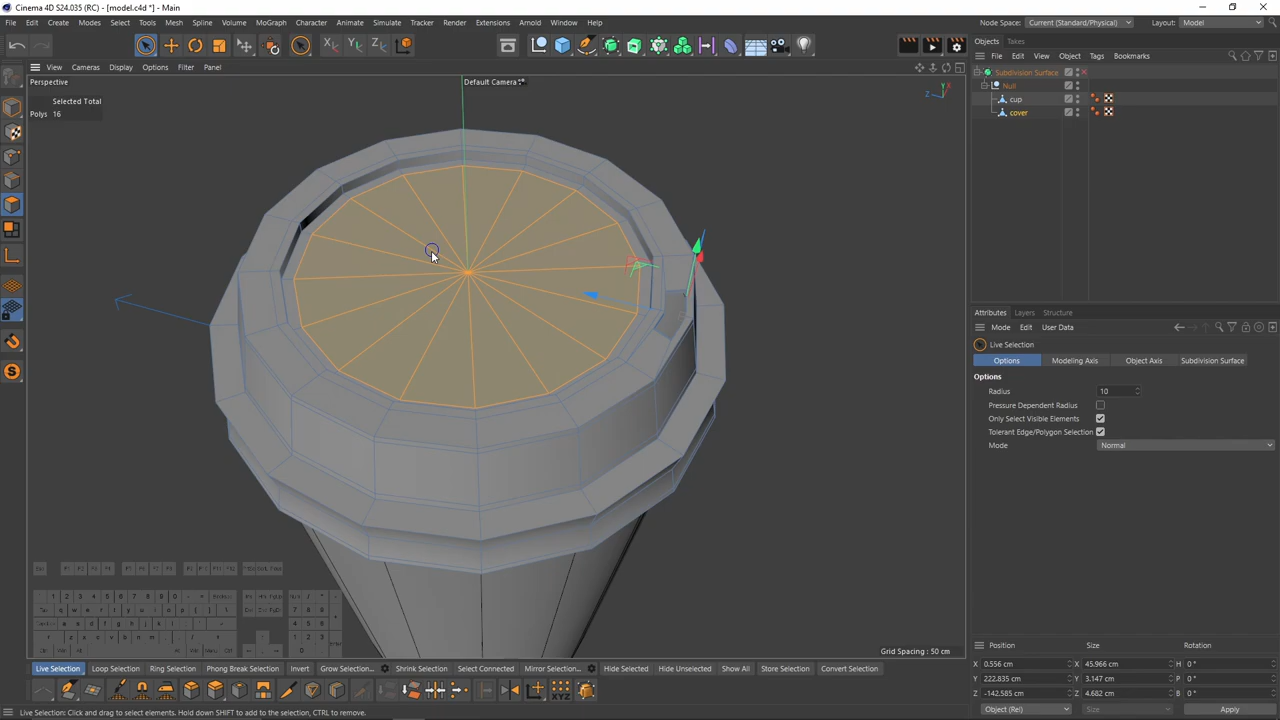 Cinema 4D S24.035 (RC) - [model.c4d *] - Main
File Edit Create Modes Select Tools Mesh Spline Volume MoGraph Character Animate Simulate Tracker Render Extensions Arnold Window Help
Node Space: Current (Standard/Physical) Layout: Model
Objects Takes
File Edit View Object Tags Bookmarks
View Cameras Display Options Filter Panel
Perspective
Default Camera
Selected Total
Polys 16
Subdivision Surface
Null
cup
cover
X Y Z
Attributes Layers Structure
Mode Edit User Data
Live Selection
Options Modeling Axis Object Axis Subdivision Surface
Options
Radius 10
Pressure Dependent Radius
Only Select Visible Elements
Tolerant Edge/Polygon Selection
Mode Normal
Grid Spacing : 50 cm
Position Size Rotation
X 0.556 cm X 45.966 cm H 0 °
Y 222.835 cm Y 3.147 cm P 0 °
Z -142.585 cm Z 4.682 cm B 0 °
Object (Rel) Size Apply
Live Selection Loop Selection Ring Selection Phong Break Selection Invert Grow Selection... Shrink Selection Select Connected Mirror Selection... Hide Selected Hide Unselected Show All Store Selection Convert Selection
Live Selection: Click and drag to select elements. Hold down SHIFT to add to the selection, CTRL to remove.